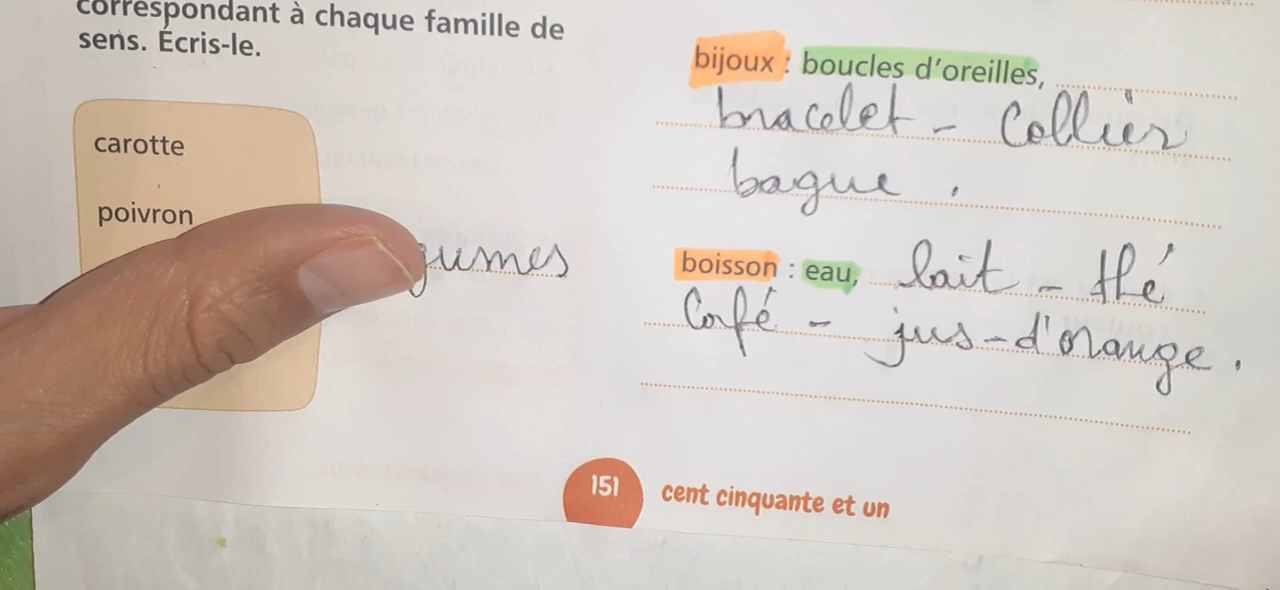 correspondant à chaque famille de
sens. Écris-le.
carotte
poivron
bijoux : boucles d'oreilles,
bracelet - Collier
bague .
boisson : eau, lait - thé
Café - jus-d'orange.
151 cent cinquante et un